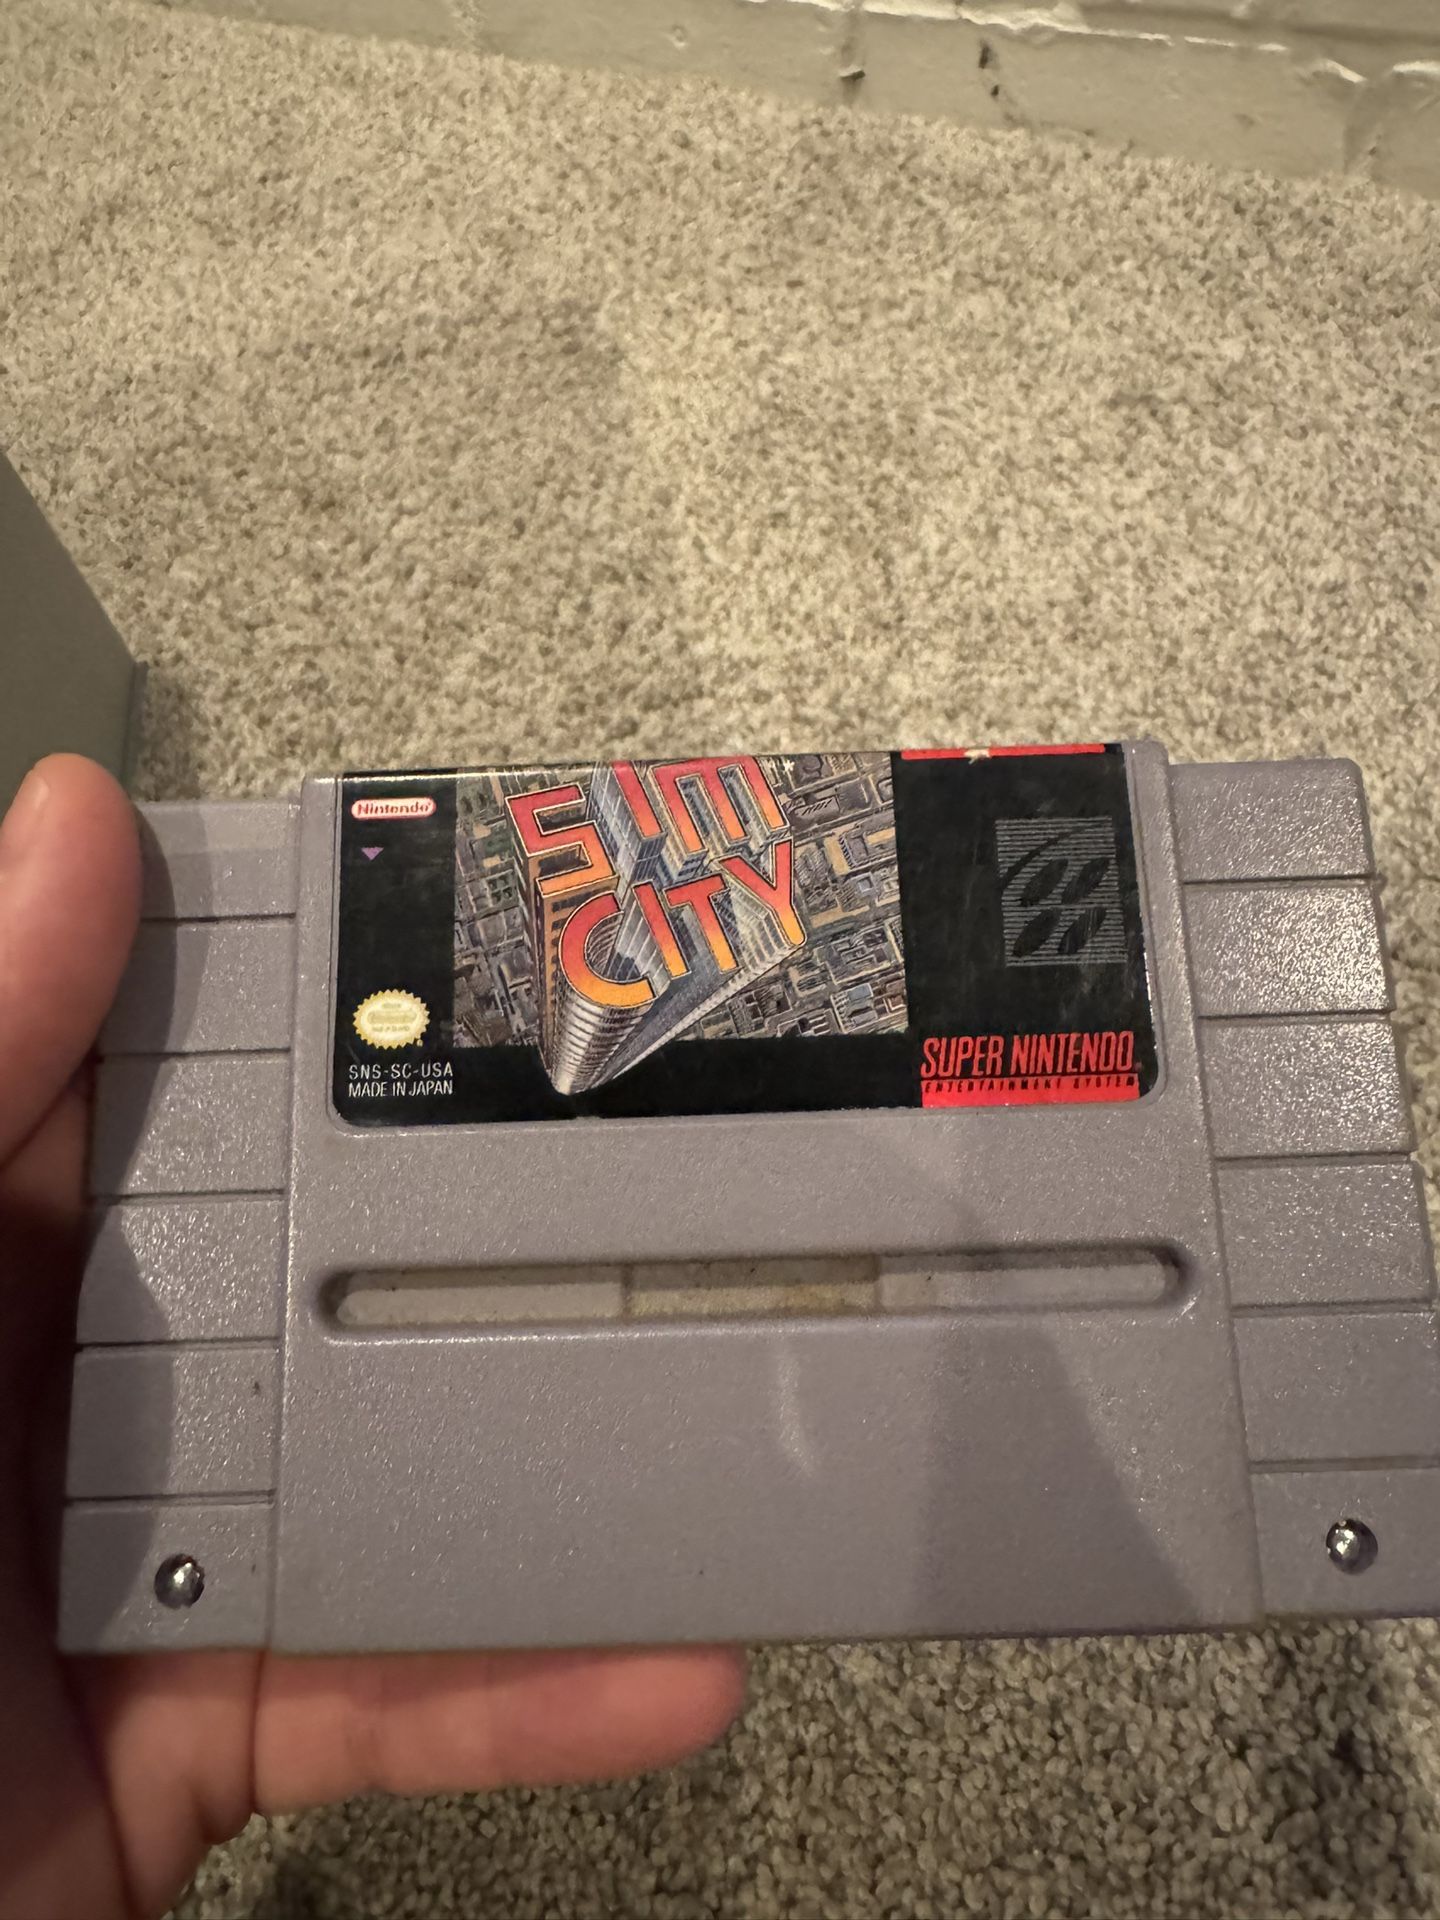 Nintendo
SIM
CITY
SNS-SC-USA
MADE IN JAPAN
SUPER NINTENDO
ENTERTAINMENT SYSTEM